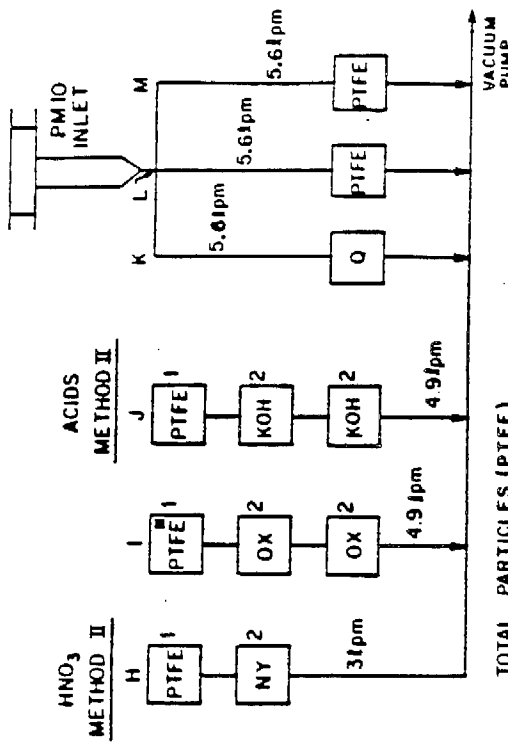 PM10
INLET
K
L
M
5.6ℓpm
5.6ℓpm
5.6ℓpm
Q
PTFE
PTFE
VACUUM
PUMP
HNO₃
METHOD II
ACIDS
METHOD II
H
I
J
PTFE 1
PTFE 1
PTFE 1
NY 2
OX 2
KOH 2
OX 2
KOH 2
3ℓpm
4.9ℓpm
4.9ℓpm
TOTAL PARTICLES (PTFE)